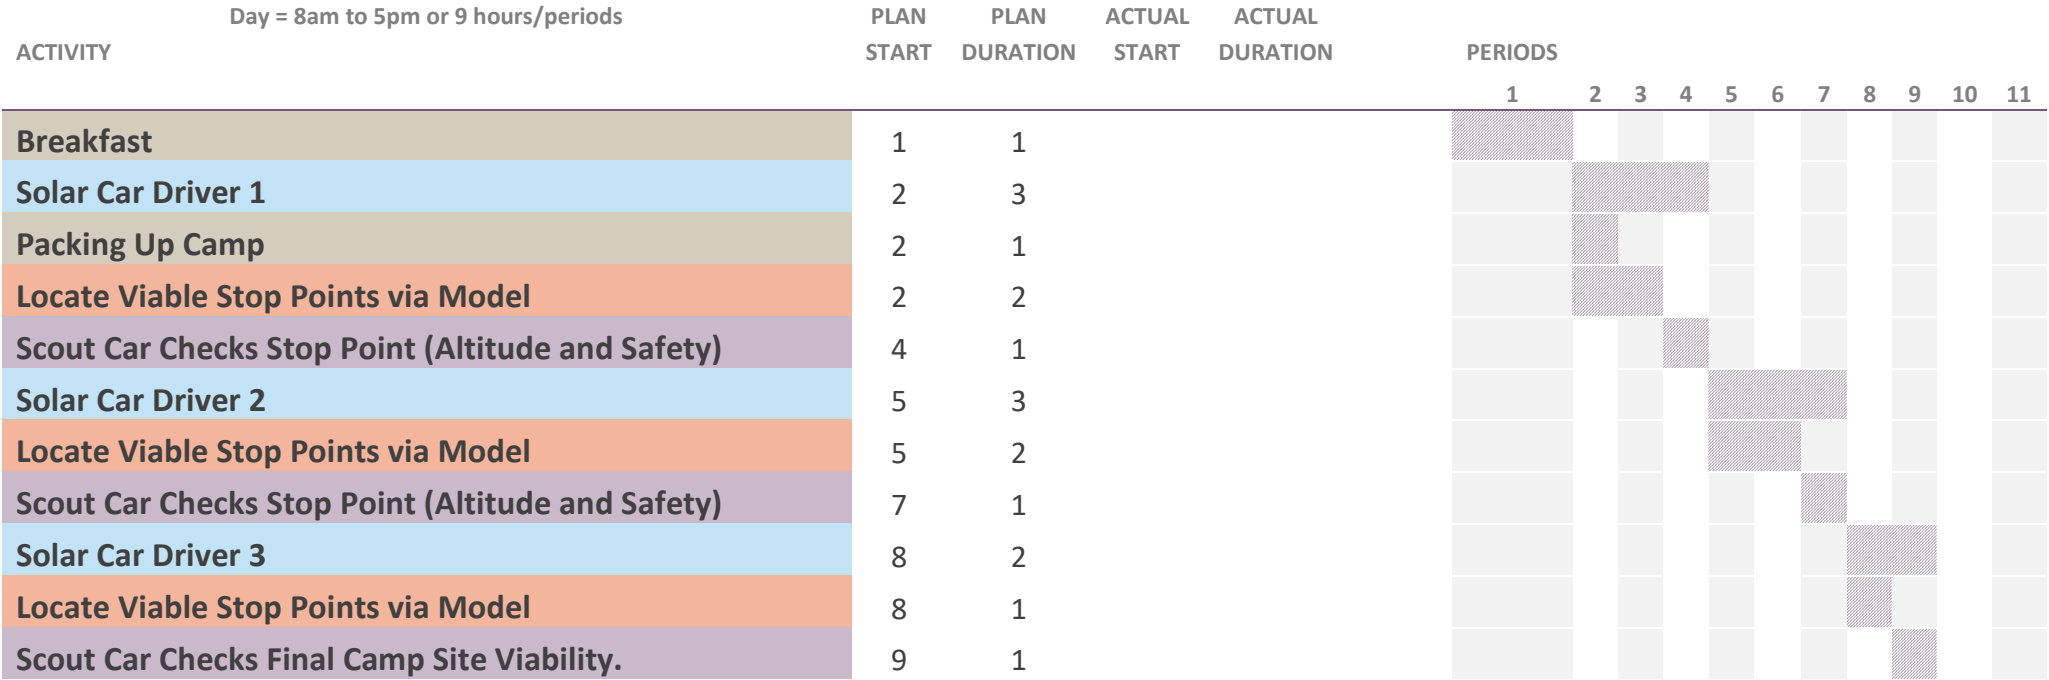 Day = 8am to 5pm or 9 hours/periods PLAN PLAN ACTUAL ACTUAL
ACTIVITY START DURATION START DURATION PERIODS
1 2 3 4 5 6 7 8 9 10 11
Breakfast 1 1
Solar Car Driver 1 2 3
Packing Up Camp 2 1
Locate Viable Stop Points via Model 2 2
Scout Car Checks Stop Point (Altitude and Safety) 4 1
Solar Car Driver 2 5 3
Locate Viable Stop Points via Model 5 2
Scout Car Checks Stop Point (Altitude and Safety) 7 1
Solar Car Driver 3 8 2
Locate Viable Stop Points via Model 8 1
Scout Car Checks Final Camp Site Viability. 9 1